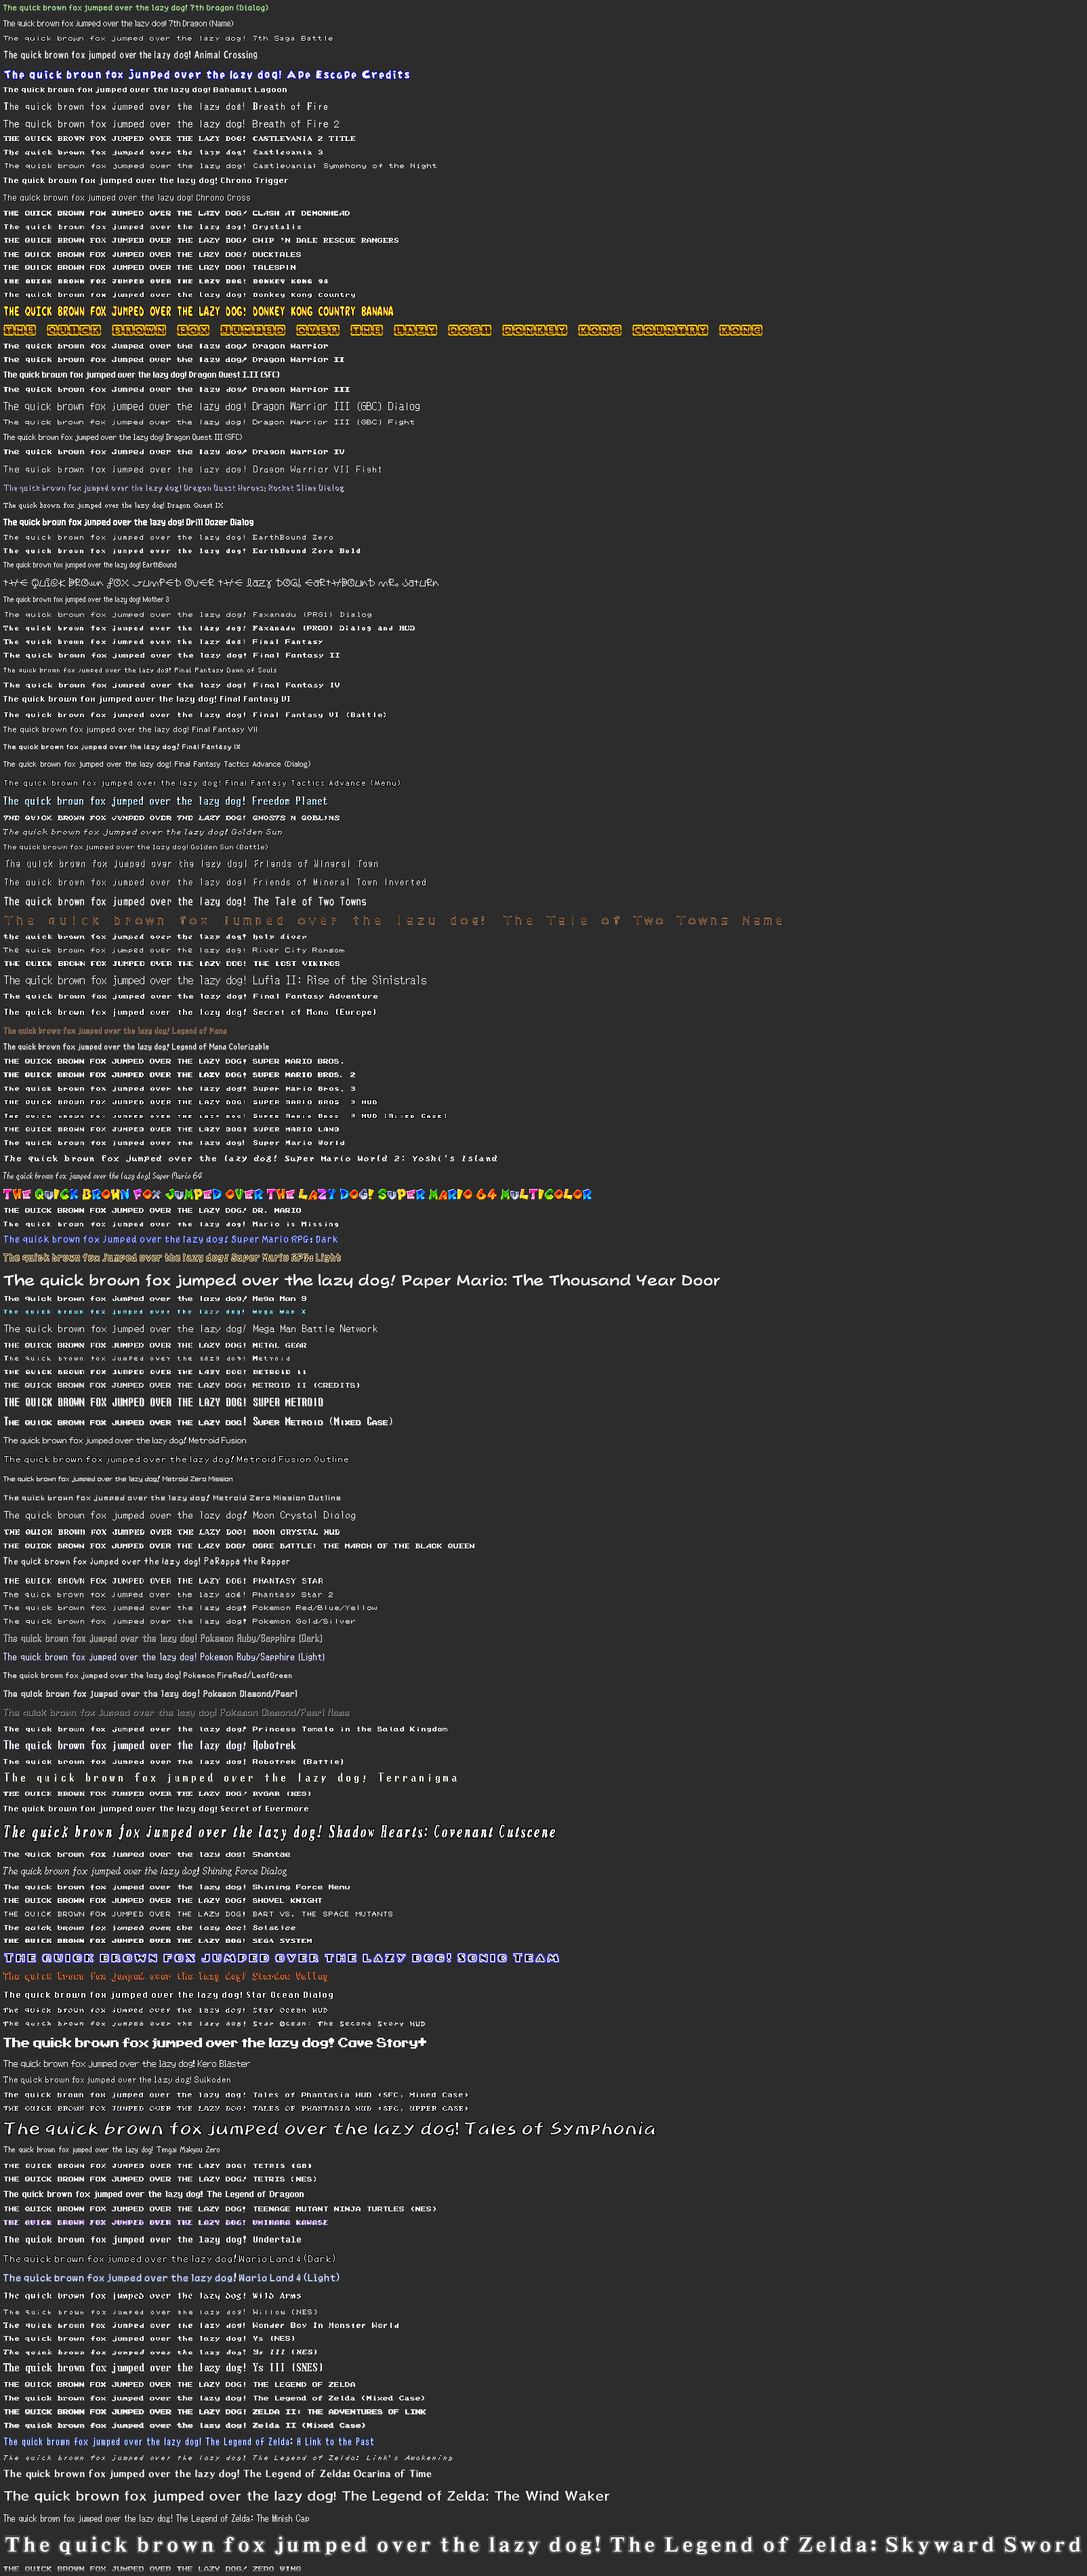 The quick brown fox jumped over the lazy dog! 7th Dragon (Dialog)
The quick brown fox jumped over the lazy dog! 7th Dragon (Name)
The quick brown fox jumped over the lazy dog! 7th Saga Battle
The quick brown fox jumped over the lazy dog! Animal Crossing
The quick brown fox jumped over the lazy dog! Ape Escape Credits
The quick brown fox jumped over the lazy dog! Bahamut Lagoon
The quick brown fox jumped over the lazy dog! Breath of Fire
The quick brown fox jumped over the lazy dog! Breath of Fire 2
THE QUICK BROWN FOX JUMPED OVER THE LAZY DOG! CASTLEVANIA 2 TITLE
The quick brown fox jumped over the lazy dog! Castlevania 3
The quick brown fox jumped over the lazy dog! Castlevania: Symphony of the Night
The quick brown fox jumped over the lazy dog! Chrono Trigger
The quick brown fox jumped over the lazy dog! Chrono Cross
THE QUICK BROWN FOX JUMPED OVER THE LAZY DOG! CLASH AT DEMONHEAD
The quick brown fox jumped over the lazy dog! Crystalis
THE QUICK BROWN FOX JUMPED OVER THE LAZY DOG! CHIP 'N DALE RESCUE RANGERS
THE QUICK BROWN FOX JUMPED OVER THE LAZY DOG! DUCKTALES
THE QUICK BROWN FOX JUMPED OVER THE LAZY DOG! TALESPIN
THE QUICK BROWN FOX JUMPED OVER THE LAZY DOG! DONKEY KONG 94
The quick brown fox jumped over the lazy dog! Donkey Kong Country
THE QUICK BROWN FOX JUMPED OVER THE LAZY DOG! DONKEY KONG COUNTRY BANANA
THE QUICK BROWN FOX JUMPED OVER THE LAZY DOG! DONKEY KONG COUNTRY KONG
The quick brown fox jumped over the lazy dog! Dragon Warrior
The quick brown fox jumped over the lazy dog! Dragon Warrior II
The quick brown fox jumped over the lazy dog! Dragon Quest I.II (SFC)
The quick brown fox jumped over the lazy dog! Dragon Warrior III
The quick brown fox jumped over the lazy dog! Dragon Warrior III (GBC) Dialog
The quick brown fox jumped over the lazy dog! Dragon Warrior III (GBC) Fight
The quick brown fox jumped over the lazy dog! Dragon Quest III (SFC)
The quick brown fox jumped over the lazy dog! Dragon Warrior IV
The quick brown fox jumped over the lazy dog! Dragon Warrior VII Fight
The quick brown fox jumped over the lazy dog! Dragon Quest Heroes: Rocket Slime Dialog
The quick brown fox jumped over the lazy dog! Dragon Quest IX
The quick brown fox jumped over the lazy dog! Drill Dozer Dialog
The quick brown fox jumped over the lazy dog! EarthBound Zero
The quick brown fox jumped over the lazy dog! EarthBound Zero Bold
The quick brown fox jumped over the lazy dog! EarthBound
tHE QUiCK BROwn fOX JUMPED OVER tHE lazy DOG! EaRtHBOUnD mR. SatURn
The quick brown fox jumped over the lazy dog! Mother 3
The quick brown fox jumped over the lazy dog! Faxanadu (PRG1) Dialog
The quick brown fox jumped over the lazy dog! Faxanadu (PRG0) Dialog and HUD
The quick brown fox jumped over the lazy dog! Final Fantasy
The quick brown fox jumped over the lazy dog! Final Fantasy II
The quick brown fox jumped over the lazy dog! Final Fantasy Dawn of Souls
The quick brown fox jumped over the lazy dog! Final Fantasy IV
The quick brown fox jumped over the lazy dog! Final Fantasy VI
The quick brown fox jumped over the lazy dog! Final Fantasy VI (Battle)
The quick brown fox jumped over the lazy dog! Final Fantasy VII
The quick brown fox jumped over the lazy dog! Final Fantasy IX
The quick brown fox jumped over the lazy dog! Final Fantasy Tactics Advance (Dialog)
The quick brown fox jumped over the lazy dog! Final Fantasy Tactics Advance (Menu)
The quick brown fox jumped over the lazy dog! Freedom Planet
THE QUICK BROWN FOX JUMPED OVER THE LAZY DOG! GHOSTS N GOBLINS
The quick brown fox jumped over the lazy dog! Golden Sun
The quick brown fox jumped over the lazy dog! Golden Sun (Battle)
The quick brown fox jumped over the lazy dog! Friends of Mineral Town
The quick brown fox jumped over the lazy dog! Friends of Mineral Town Inverted
The quick brown fox jumped over the lazy dog! The Tale of Two Towns
The quick brown fox jumped over the lazy dog! The Tale of Two Towns Name
the quick brown fox jumped over the lazy dog! holy diver
The quick brown fox jumped over the lazy dog! River City Ransom
THE QUICK BROWN FOX JUMPED OVER THE LAZY DOG! THE LOST VIKINGS
The quick brown fox jumped over the lazy dog! Lufia II: Rise of the Sinistrals
The quick brown fox jumped over the lazy dog! Final Fantasy Adventure
The quick brown fox jumped over the lazy dog! Secret of Mana (Europe)
The quick brown fox jumped over the lazy dog! Legend of Mana
The quick brown fox jumped over the lazy dog! Legend of Mana Colorizable
THE QUICK BROWN FOX JUMPED OVER THE LAZY DOG! SUPER MARIO BROS.
THE QUICK BROWN FOX JUMPED OVER THE LAZY DOG! SUPER MARIO BROS. 2
The quick brown fox jumped over the lazy dog! Super Mario Bros. 3
THE QUICK BROWN FOX JUMPED OVER THE LAZY DOG! SUPER MARIO BROS 3 HUD
The quick brown fox jumped over the lazy dog! Super Mario Bros 3 HUD (Mixed Case)
THE QUICK BROWN FOX JUMPED OVER THE LAZY DOG! SUPER MARIO LAND
The quick brown fox jumped over the lazy dog! Super Mario World
The quick brown fox jumped over the lazy dog! Super Mario World 2: Yoshi's Island
The quick brown fox jumped over the lazy dog! Super Mario 64
THE QUICK BROWN FOX JUMPED OVER THE LAZY DOG! SUPER MARIO 64 MULTICOLOR
THE QUICK BROWN FOX JUMPED OVER THE LAZY DOG! DR. MARIO
The quick brown fox jumped over the lazy dog! Mario is Missing
The quick brown fox jumped over the lazy dog! Super Mario RPG: Dark
The quick brown fox jumped over the lazy dog! Super Mario RPG: Light
The quick brown fox jumped over the lazy dog! Paper Mario: The Thousand Year Door
The quick brown fox jumped over the lazy dog! Mega Man 9
The quick brown fox jumped over the lazy dog! Mega Man X
The quick brown fox jumped over the lazy dog! Mega Man Battle Network
THE QUICK BROWN FOX JUMPED OVER THE LAZY DOG! METAL GEAR
The quick brown fox jumped over the lazy dog! Metroid
THE QUICK BROWN FOX JUMPED OVER THE LAZY DOG! METROID II
THE QUICK BROWN FOX JUMPED OVER THE LAZY DOG! METROID II (CREDITS)
THE QUICK BROWN FOX JUMPED OVER THE LAZY DOG! SUPER METROID
The quick brown fox jumped over the lazy dog! Super Metroid (Mixed Case)
The quick brown fox jumped over the lazy dog! Metroid Fusion
The quick brown fox jumped over the lazy dog! Metroid Fusion Outline
The quick brown fox jumped over the lazy dog! Metroid Zero Mission
The quick brown fox jumped over the lazy dog! Metroid Zero Mission Outline
The quick brown fox jumped over the lazy dog! Moon Crystal Dialog
THE QUICK BROWN FOX JUMPED OVER THE LAZY DOG! MOON CRYSTAL HUD
THE QUICK BROWN FOX JUMPED OVER THE LAZY DOG! OGRE BATTLE: THE MARCH OF THE BLACK QUEEN
The quick brown fox jumped over the lazy dog! PaRappa the Rapper
THE QUICK BROWN FOX JUMPED OVER THE LAZY DOG! PHANTASY STAR
The quick brown fox jumped over the lazy dog! Phantasy Star 2
The quick brown fox jumped over the lazy dog! Pokemon Red/Blue/Yellow
The quick brown fox jumped over the lazy dog! Pokemon Gold/Silver
The quick brown fox jumped over the lazy dog! Pokemon Ruby/Sapphire (Dark)
The quick brown fox jumped over the lazy dog! Pokemon Ruby/Sapphire (Light)
The quick brown fox jumped over the lazy dog! Pokemon FireRed/LeafGreen
The quick brown fox jumped over the lazy dog! Pokemon Diamond/Pearl
The quick brown fox jumped over the lazy dog! Pokemon Diamond/Pearl Name
The quick brown fox jumped over the lazy dog! Princess Tomato in the Salad Kingdom
The quick brown fox jumped over the lazy dog! Robotrek
The quick brown fox jumped over the lazy dog! Robotrek (Battle)
The quick brown fox jumped over the lazy dog! Terranigma
THE QUICK BROWN FOX JUMPED OVER THE LAZY DOG! RYGAR (NES)
The quick brown fox jumped over the lazy dog! Secret of Evermore
The quick brown fox jumped over the lazy dog! Shadow Hearts: Covenant Cutscene
The quick brown fox jumped over the lazy dog! Shantae
The quick brown fox jumped over the lazy dog! Shining Force Dialog
The quick brown fox jumped over the lazy dog! Shining Force Menu
THE QUICK BROWN FOX JUMPED OVER THE LAZY DOG! SHOVEL KNIGHT
THE QUICK BROWN FOX JUMPED OVER THE LAZY DOG! BART VS. THE SPACE MUTANTS
The quick brown fox jumped over the lazy dog! Solstice
THE QUICK BROWN FOX JUMPED OVER THE LAZY DOG! SEGA SYSTEM
The quick brown fox jumped over the lazy dog! Sonic Team
The quick brown fox jumped over the lazy dog! Stardew Valley
The quick brown fox jumped over the lazy dog! Star Ocean Dialog
The quick brown fox jumped over the lazy dog! Star Ocean HUD
The quick brown fox jumped over the lazy dog! Star Ocean: The Second Story HUD
The quick brown fox jumped over the lazy dog! Cave Story+
The quick brown fox jumped over the lazy dog! Kero Blaster
The quick brown fox jumped over the lazy dog! Suikoden
The quick brown fox jumped over the lazy dog! Tales of Phantasia HUD (SFC, Mixed Case)
THE QUICK BROWN FOX JUMPED OVER THE LAZY DOG! TALES OF PHANTASIA HUD (SFC, UPPER CASE)
The quick brown fox jumped over the lazy dog! Tales of Symphonia
The quick brown fox jumped over the lazy dog! Tengai Makyou Zero
THE QUICK BROWN FOX JUMPED OVER THE LAZY DOG! TETRIS (GB)
THE QUICK BROWN FOX JUMPED OVER THE LAZY DOG! TETRIS (NES)
The quick brown fox jumped over the lazy dog! The Legend of Dragoon
THE QUICK BROWN FOX JUMPED OVER THE LAZY DOG! TEENAGE MUTANT NINJA TURTLES (NES)
THE QUICK BROWN FOX JUMPED OVER THE LAZY DOG! UMIHARA KAWASE
The quick brown fox jumped over the lazy dog! Undertale
The quick brown fox jumped over the lazy dog! Wario Land 4 (Dark)
The quick brown fox jumped over the lazy dog! Wario Land 4 (Light)
The quick brown fox jumped over the lazy dog! Wild Arms
The quick brown fox jumped over the lazy dog! Willow (NES)
The quick brown fox jumped over the lazy dog! Wonder Boy In Monster World
The quick brown fox jumped over the lazy dog! Ys (NES)
The quick brown fox jumped over the lazy dog! Ys III (NES)
The quick brown fox jumped over the lazy dog! Ys III (SNES)
THE QUICK BROWN FOX JUMPED OVER THE LAZY DOG! THE LEGEND OF ZELDA
The quick brown fox jumped over the lazy dog! The Legend of Zelda (Mixed Case)
THE QUICK BROWN FOX JUMPED OVER THE LAZY DOG! ZELDA II: THE ADVENTURES OF LINK
The quick brown fox jumped over the lazy dog! Zelda II (Mixed Case)
The quick brown fox jumped over the lazy dog! The Legend of Zelda: A Link to the Past
The quick brown fox jumped over the lazy dog! The Legend of Zelda: Link's Awakening
The quick brown fox jumped over the lazy dog! The Legend of Zelda: Ocarina of Time
The quick brown fox jumped over the lazy dog! The Legend of Zelda: The Wind Waker
The quick brown fox jumped over the lazy dog! The Legend of Zelda: The Minish Cap
The quick brown fox jumped over the lazy dog! The Legend of Zelda: Skyward Sword
THE QUICK BROWN FOX JUMPED OVER THE LAZY DOG! ZERO WING